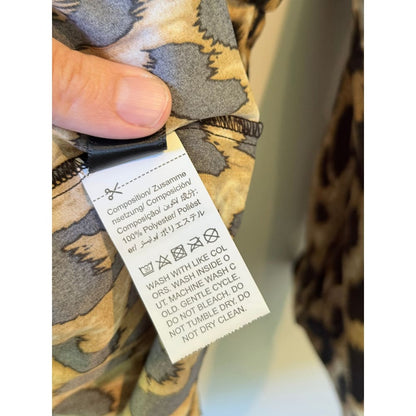 Composition/ Zusamme
nsetzung/ Composición/
Composição/ تكوين/ 成分:
100% Polyester/ Poliést
er/ بوليستر/ ポリエステル
WASH WITH LIKE COL
ORS. WASH INSIDE O
UT. MACHINE WASH C
OLD. GENTLE CYCLE.
DO NOT BLEACH. DO
NOT TUMBLE DRY. DO
NOT DRY CLEAN.